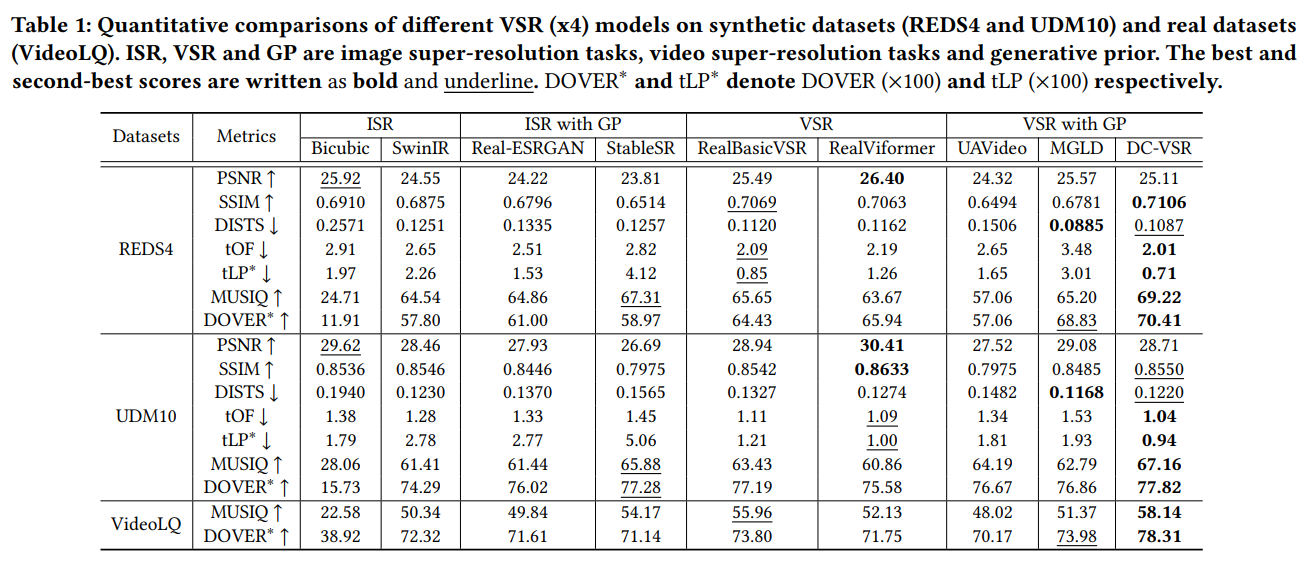 Table 1: Quantitative comparisons of different VSR (x4) models on synthetic datasets (REDS4 and UDM10) and real datasets
(VideoLQ). ISR, VSR and GP are image super-resolution tasks, video super-resolution tasks and generative prior. The best and
second-best scores are written as bold and underline. DOVER* and tLP* denote DOVER (×100) and tLP (×100) respectively.
Datasets Metrics ISR ISR with GP VSR VSR with GP
Bicubic SwinIR Real-ESRGAN StableSR RealBasicVSR RealViformer UAVideo MGLD DC-VSR
REDS4
PSNR ↑ 25.92 24.55 24.22 23.81 25.49 26.40 24.32 25.57 25.11
SSIM ↑ 0.6910 0.6875 0.6796 0.6514 0.7069 0.7063 0.6494 0.6781 0.7106
DISTS ↓ 0.2571 0.1251 0.1335 0.1257 0.1120 0.1162 0.1506 0.0885 0.1087
tOF ↓ 2.91 2.65 2.51 2.82 2.09 2.19 2.65 3.48 2.01
tLP* ↓ 1.97 2.26 1.53 4.12 0.85 1.26 1.65 3.01 0.71
MUSIQ ↑ 24.71 64.54 64.86 67.31 65.65 63.67 57.06 65.20 69.22
DOVER* ↑ 11.91 57.80 61.00 58.97 64.43 65.94 57.06 68.83 70.41
UDM10
PSNR ↑ 29.62 28.46 27.93 26.69 28.94 30.41 27.52 29.08 28.71
SSIM ↑ 0.8536 0.8546 0.8446 0.7975 0.8542 0.8633 0.7975 0.8485 0.8550
DISTS ↓ 0.1940 0.1230 0.1370 0.1565 0.1327 0.1274 0.1482 0.1168 0.1220
tOF ↓ 1.38 1.28 1.33 1.45 1.11 1.09 1.34 1.53 1.04
tLP* ↓ 1.79 2.78 2.77 5.06 1.21 1.00 1.81 1.93 0.94
MUSIQ ↑ 28.06 61.41 61.44 65.88 63.43 60.86 64.19 62.79 67.16
DOVER* ↑ 15.73 74.29 76.02 77.28 77.19 75.58 76.67 76.86 77.82
VideoLQ
MUSIQ ↑ 22.58 50.34 49.84 54.17 55.96 52.13 48.02 51.37 58.14
DOVER* ↑ 38.92 72.32 71.61 71.14 73.80 71.75 70.17 73.98 78.31